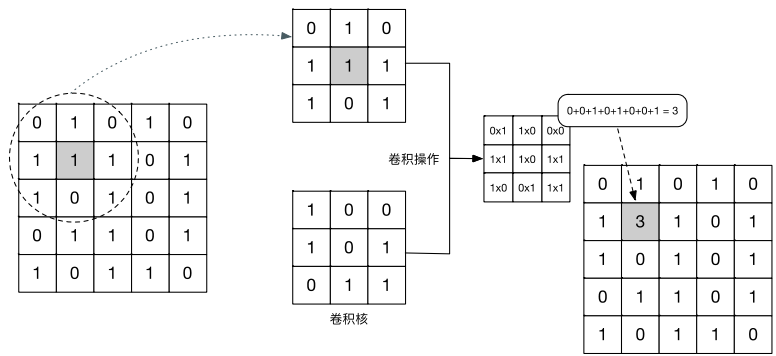 0 1 0
1 1 1
1 0 1
0 1 0 1 0
1 1 1 0 1
1 0 1 0 1
0 1 1 0 1
1 0 1 1 0
卷积操作
1 0 0
1 0 1
0 1 1
卷积核
0x1 1x0 0x0
1x1 1x0 1x1
1x0 0x1 1x1
0+0+1+0+1+0+0+1 = 3
0 1 0 1 0
1 3 1 0 1
1 0 1 0 1
0 1 1 0 1
1 0 1 1 0